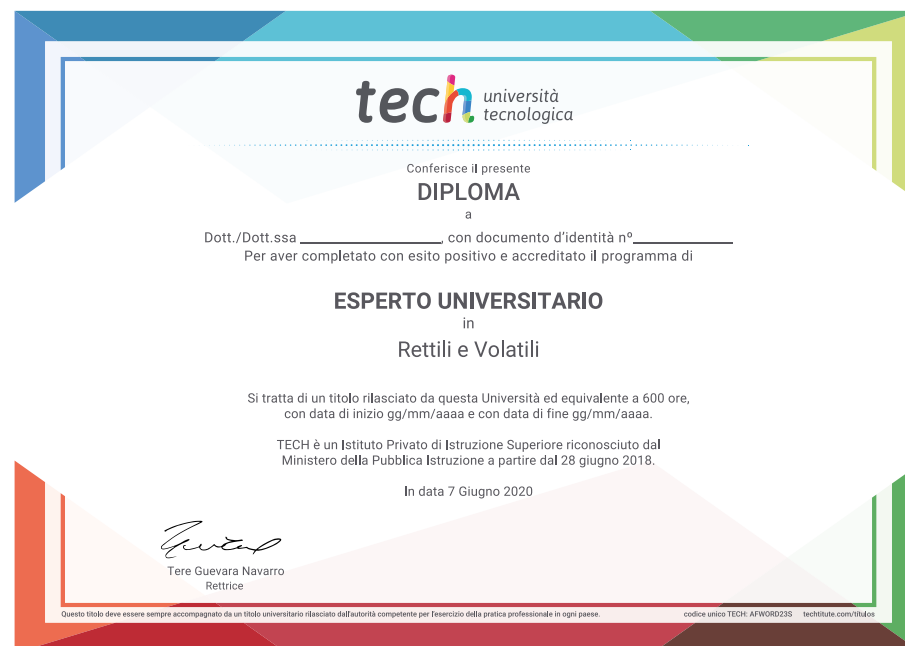 tech università
tecnologica
Conferisce il presente
DIPLOMA
a
Dott./Dott.ssa ____________________, con documento d'identità nº______________
Per aver completato con esito positivo e accreditato il programma di
ESPERTO UNIVERSITARIO
in
Rettili e Volatili
Si tratta di un titolo rilasciato da questa Università ed equivalente a 600 ore,
con data di inizio gg/mm/aaaa e con data di fine gg/mm/aaaa.
TECH è un Istituto Privato di Istruzione Superiore riconosciuto dal
Ministero della Pubblica Istruzione a partire dal 28 giugno 2018.
In data 7 Giugno 2020
Tere Guevara Navarro
Rettrice
Questo titolo deve essere sempre accompagnato da un titolo universitario rilasciato dall'autorità competente per l'esercizio della pratica professionale in ogni paese. codice unico TECH: AFWORD23S techtitute.com/títulos